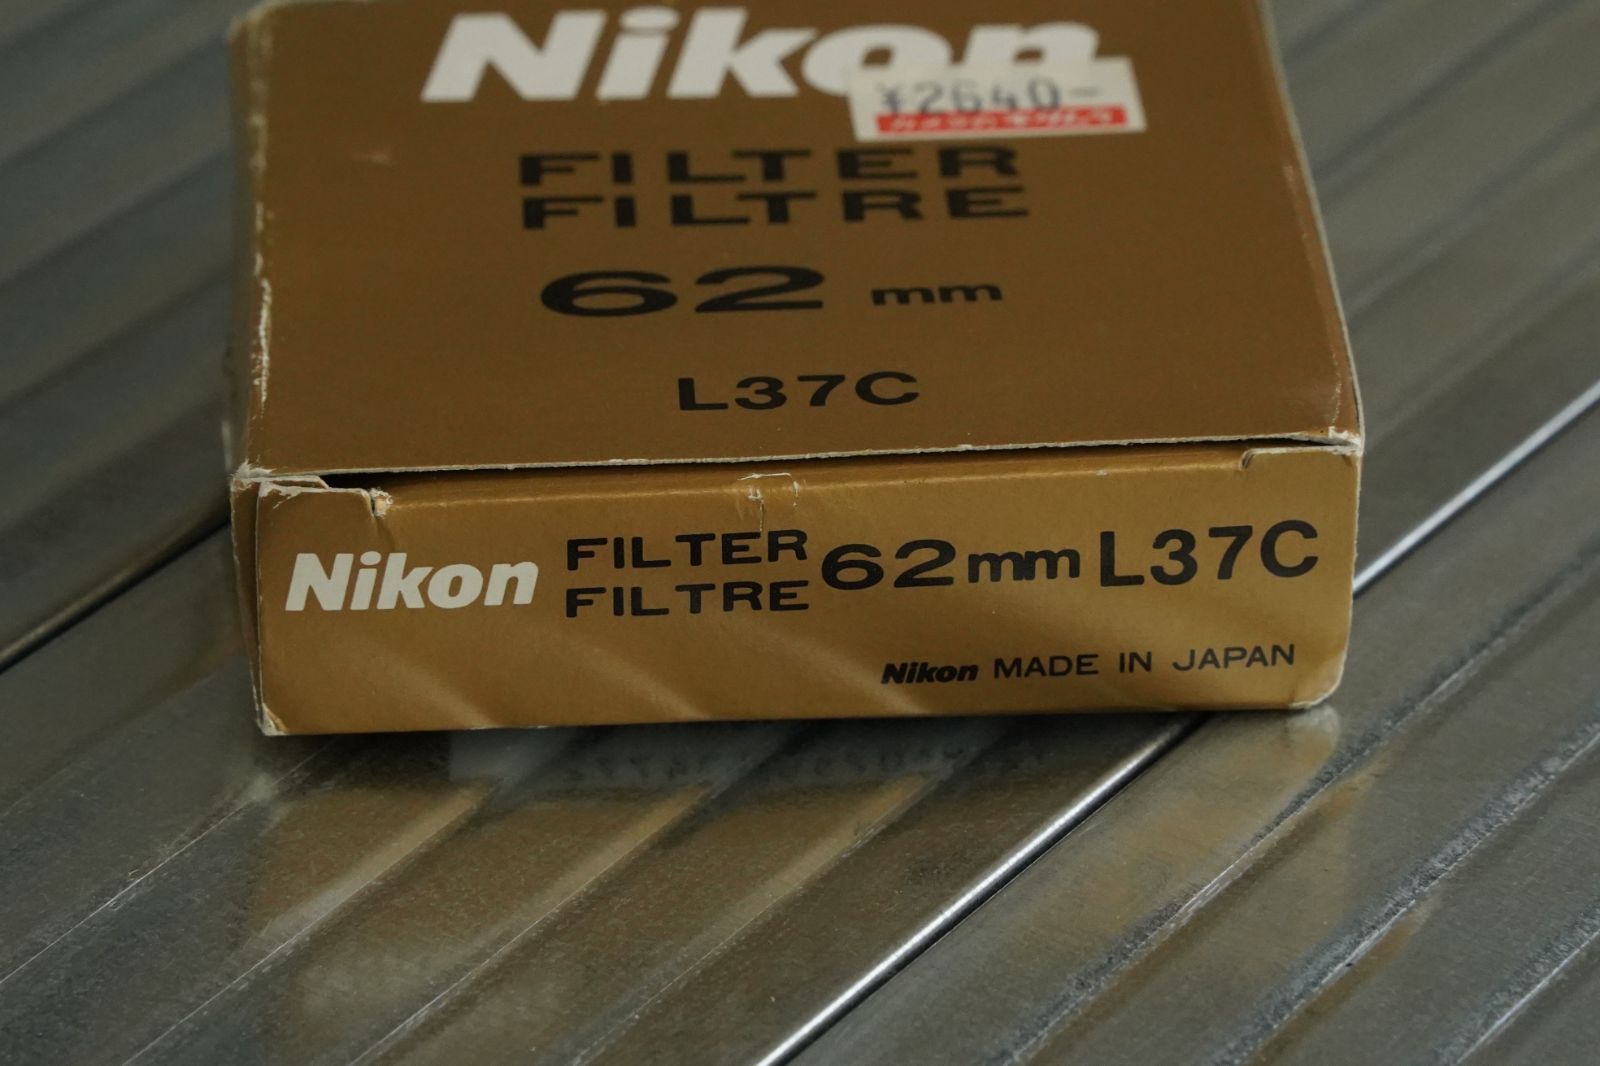 Nikon
¥2640-
FILTER
FILTRE
62 mm
L37C
Nikon FILTER FILTRE 62mm L37C
Nikon MADE IN JAPAN